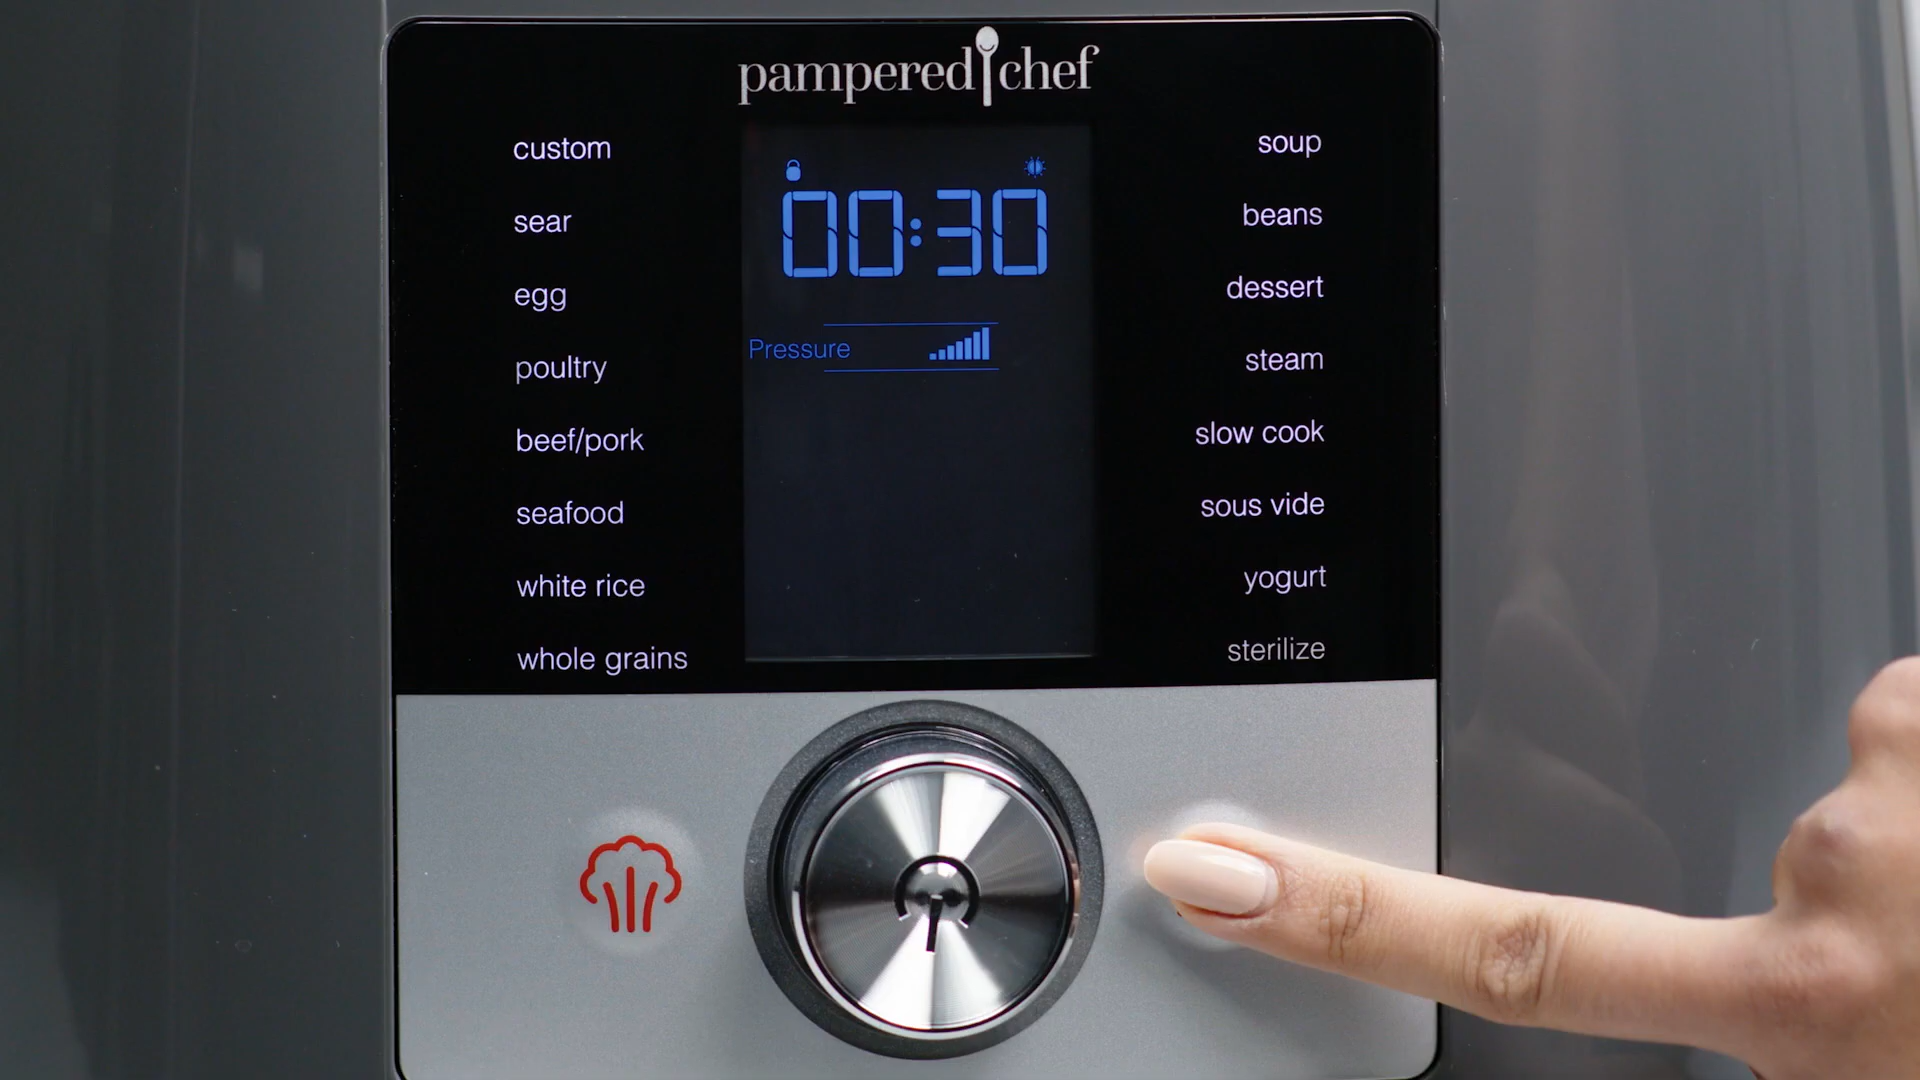 pampered chef
custom
sear
egg
poultry
beef/pork
seafood
white rice
whole grains
00:30
Pressure
soup
beans
dessert
steam
slow cook
sous vide
yogurt
sterilize